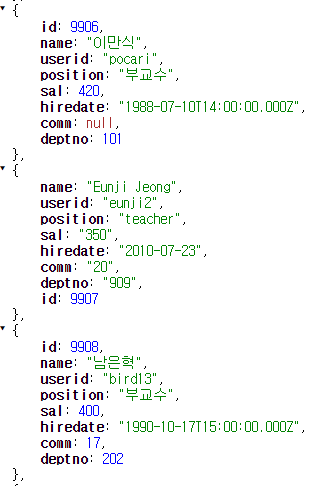 {
id: 9906,
name: "이만식",
userid: "pocari",
position: "부교수",
sal: 420,
hiredate: "1988-07-10T14:00:00.000Z",
comm: null,
deptno: 101
},
{
name: "Eunji Jeong",
userid: "eunji2",
position: "teacher",
sal: "350",
hiredate: "2010-07-23",
comm: "20",
deptno: "909",
id: 9907
},
{
id: 9908,
name: "남은혁",
userid: "bird13",
position: "부교수",
sal: 400,
hiredate: "1990-10-17T15:00:00.000Z",
comm: 17,
deptno: 202
},